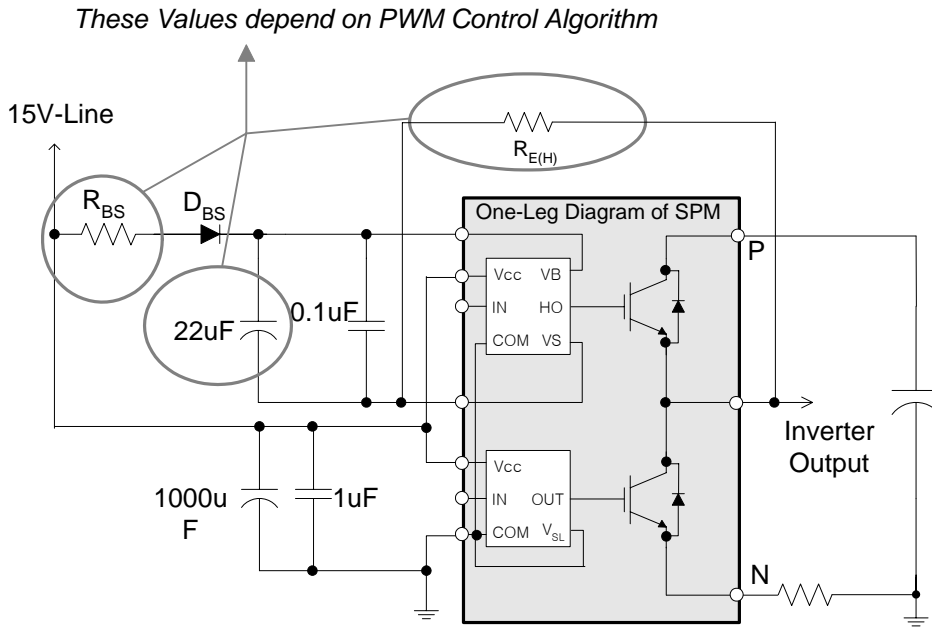 These Values depend on PWM Control Algorithm
15V-Line
R_E(H)
R_BS
D_BS
One-Leg Diagram of SPM
P
Vcc VB
IN HO
COM VS
22uF
0.1uF
Inverter
Output
Vcc
IN OUT
COM V_SL
1000u
F
1uF
N